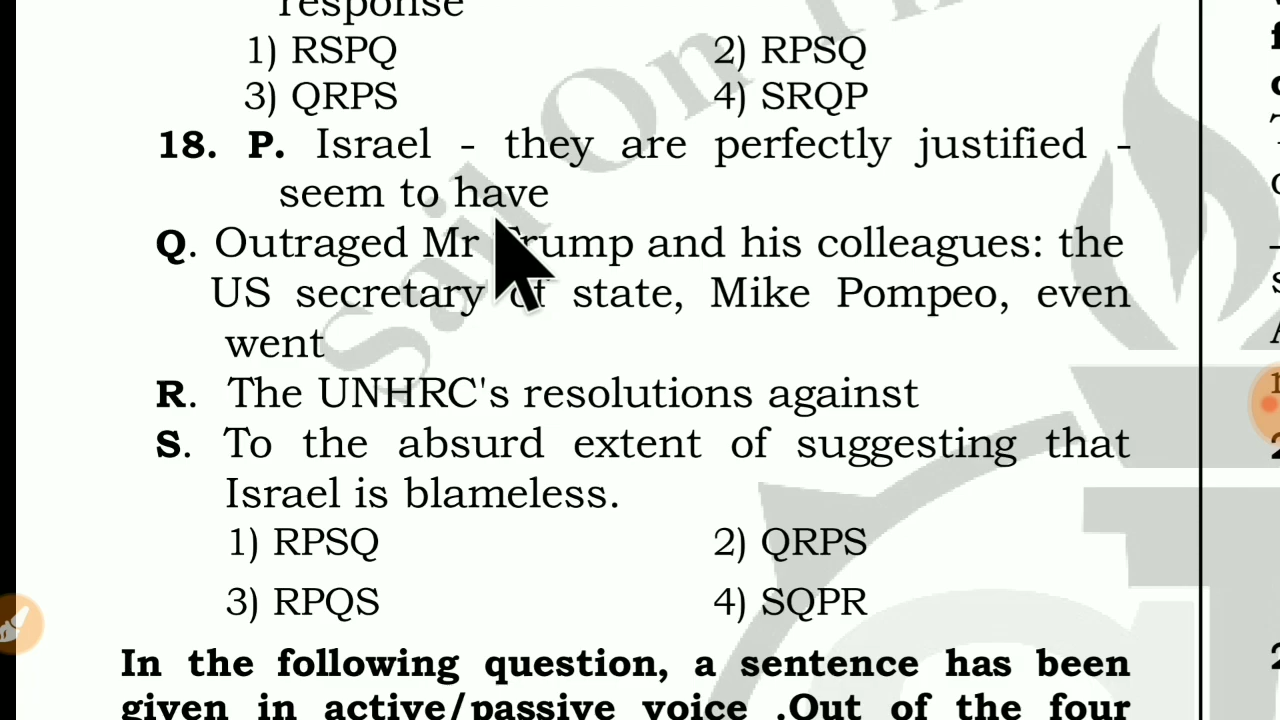 response
1) RSPQ 2) RPSQ
3) QRPS 4) SRQP
18. P. Israel - they are perfectly justified -
seem to have
Q. Outraged Mr Trump and his colleagues: the
US secretary of state, Mike Pompeo, even
went
R. The UNHRC's resolutions against
S. To the absurd extent of suggesting that
Israel is blameless.
1) RPSQ 2) QRPS
3) RPQS 4) SQPR
In the following question, a sentence has been
given in active/passive voice .Out of the four
Sail On The